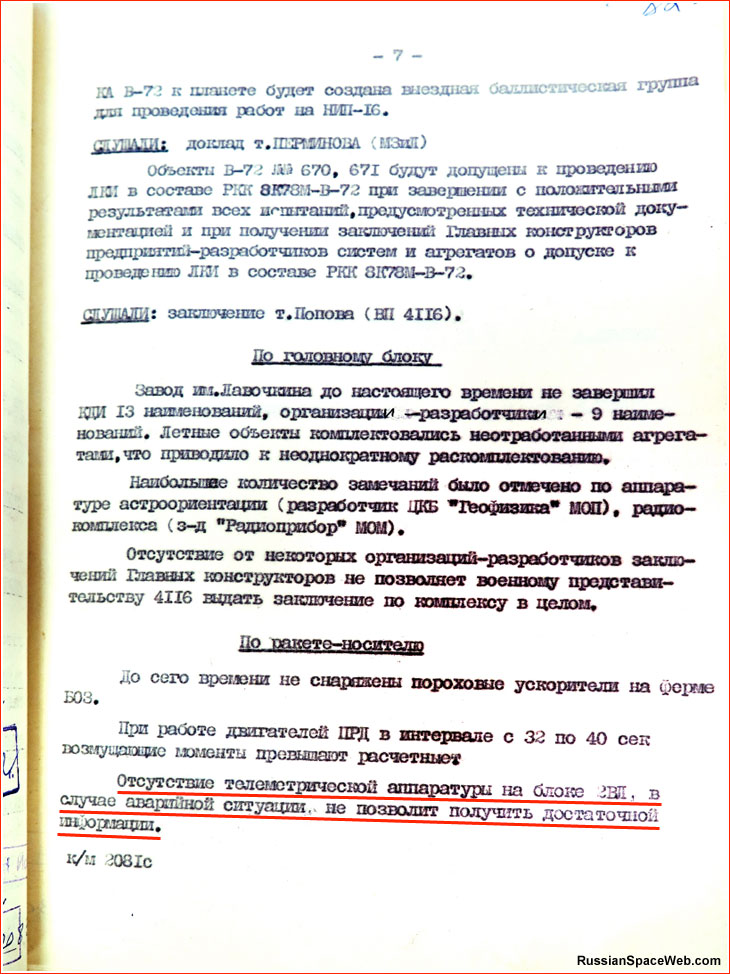 - 7 -
КА В-72 к планете будет создана выездная баллистическая группа
для проведения работ на НИП-16.
СЛУШАЛИ: доклад т.ПЕРМИНОВА (МЗиЛ)
Объекты В-72 №№ 670, 671 будут допущены к проведению
ЛКИ в составе РКК 8К78М-В-72 при завершении с положительными
результатами всех испытаний,предусмотренных технической доку-
ментацией и при получении заключений Главных конструкторов
предприятий-разработчиков систем и агрегатов о допуске к
проведению ЛКИ в составе РКК 8К78М-В-72.
СЛУШАЛИ: заключение т.Попова (ВП 4116).
По головному блоку
Завод им.Лавочкина до настоящего времени не завершил
КДИ 13 наименований, организации -разработчики - 9 наиме-
нований. Летные объекты комплектовались неотработанными агрега-
тами,что приводило к неоднократному раскомплектованию.
Наибольшее количество замечаний было отмечено по аппара-
туре астроориентации (разработчик ЦКБ "Геофизика" МОП), радио-
комплекса (з-д "Радиоприбор" МОМ).
Отсутствие от некоторых организаций-разработчиков заклю-
чений Главных конструкторов не позволяет военному представи-
тельству 4116 выдать заключение по комплексу в целом.
По ракете-носителю
До сего времени не снаряжены пороховые ускорители на ферме
БОЗ.
При работе двигателей ПРД в интервале с 32 по 40 сек
возмущающие моменты превышают расчетные
Отсутствие телеметрической аппаратуры на блоке 2ВЛ, в
случае аварийной ситуации, не позволит получить достаточной
информации.
к/м 2081с
RussianSpaceWeb.com